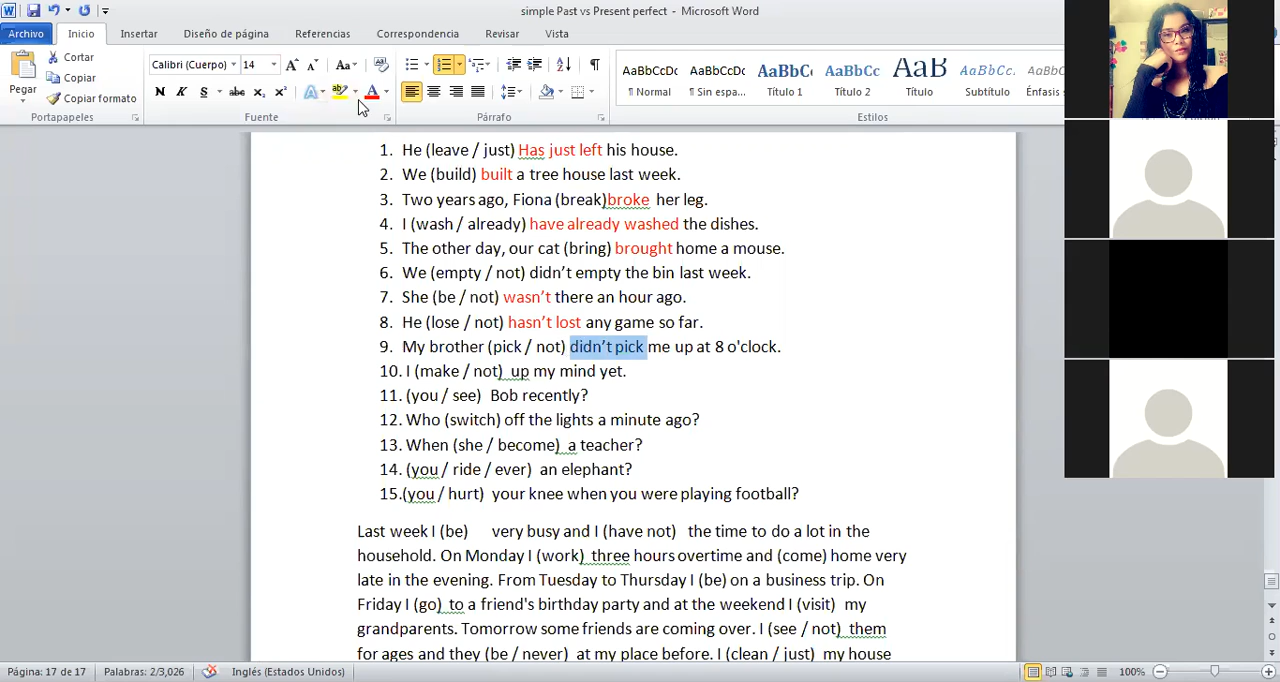 simple Past vs Present perfect - Microsoft Word
Archivo Inicio Insertar Diseño de página Referencias Correspondencia Revisar Vista
Pegar
Cortar
Copiar
Copiar formato
Portapapeles
Calibri (Cuerpo) 14
N K S abc x₂ x²
Fuente
Párrafo
AaBbCcDc AaBbCcDc AaBbC AaBbCc AaB AaBbCc. AaBbCcD
¶ Normal ¶ Sin espa... Título 1 Título 2 Título Subtítulo Énfasis s
Estilos
1. He (leave / just) Has just left his house.
2. We (build) built a tree house last week.
3. Two years ago, Fiona (break)broke her leg.
4. I (wash / already) have already washed the dishes.
5. The other day, our cat (bring) brought home a mouse.
6. We (empty / not) didn't empty the bin last week.
7. She (be / not) wasn't there an hour ago.
8. He (lose / not) hasn't lost any game so far.
9. My brother (pick / not) didn't pick me up at 8 o'clock.
10. I (make / not) up my mind yet.
11. (you / see) Bob recently?
12. Who (switch) off the lights a minute ago?
13. When (she / become) a teacher?
14. (you / ride / ever) an elephant?
15.(you / hurt) your knee when you were playing football?
Last week I (be) very busy and I (have not) the time to do a lot in the
household. On Monday I (work) three hours overtime and (come) home very
late in the evening. From Tuesday to Thursday I (be) on a business trip. On
Friday I (go) to a friend's birthday party and at the weekend I (visit) my
grandparents. Tomorrow some friends are coming over. I (see / not) them
for ages and they (be / never) at my place before. I (clean / just) my house
Página: 17 de 17 Palabras: 2/3,026 Inglés (Estados Unidos) 100%